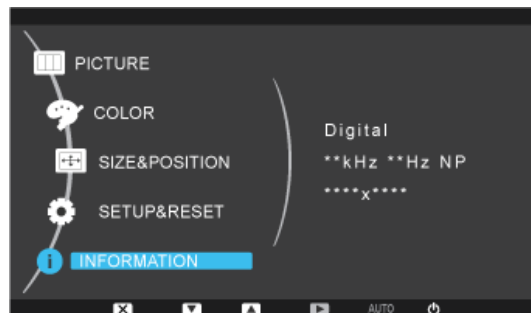 PICTURE
COLOR
SIZE&POSITION
SETUP&RESET
INFORMATION
Digital
**kHz **Hz NP
****x****
AUTO